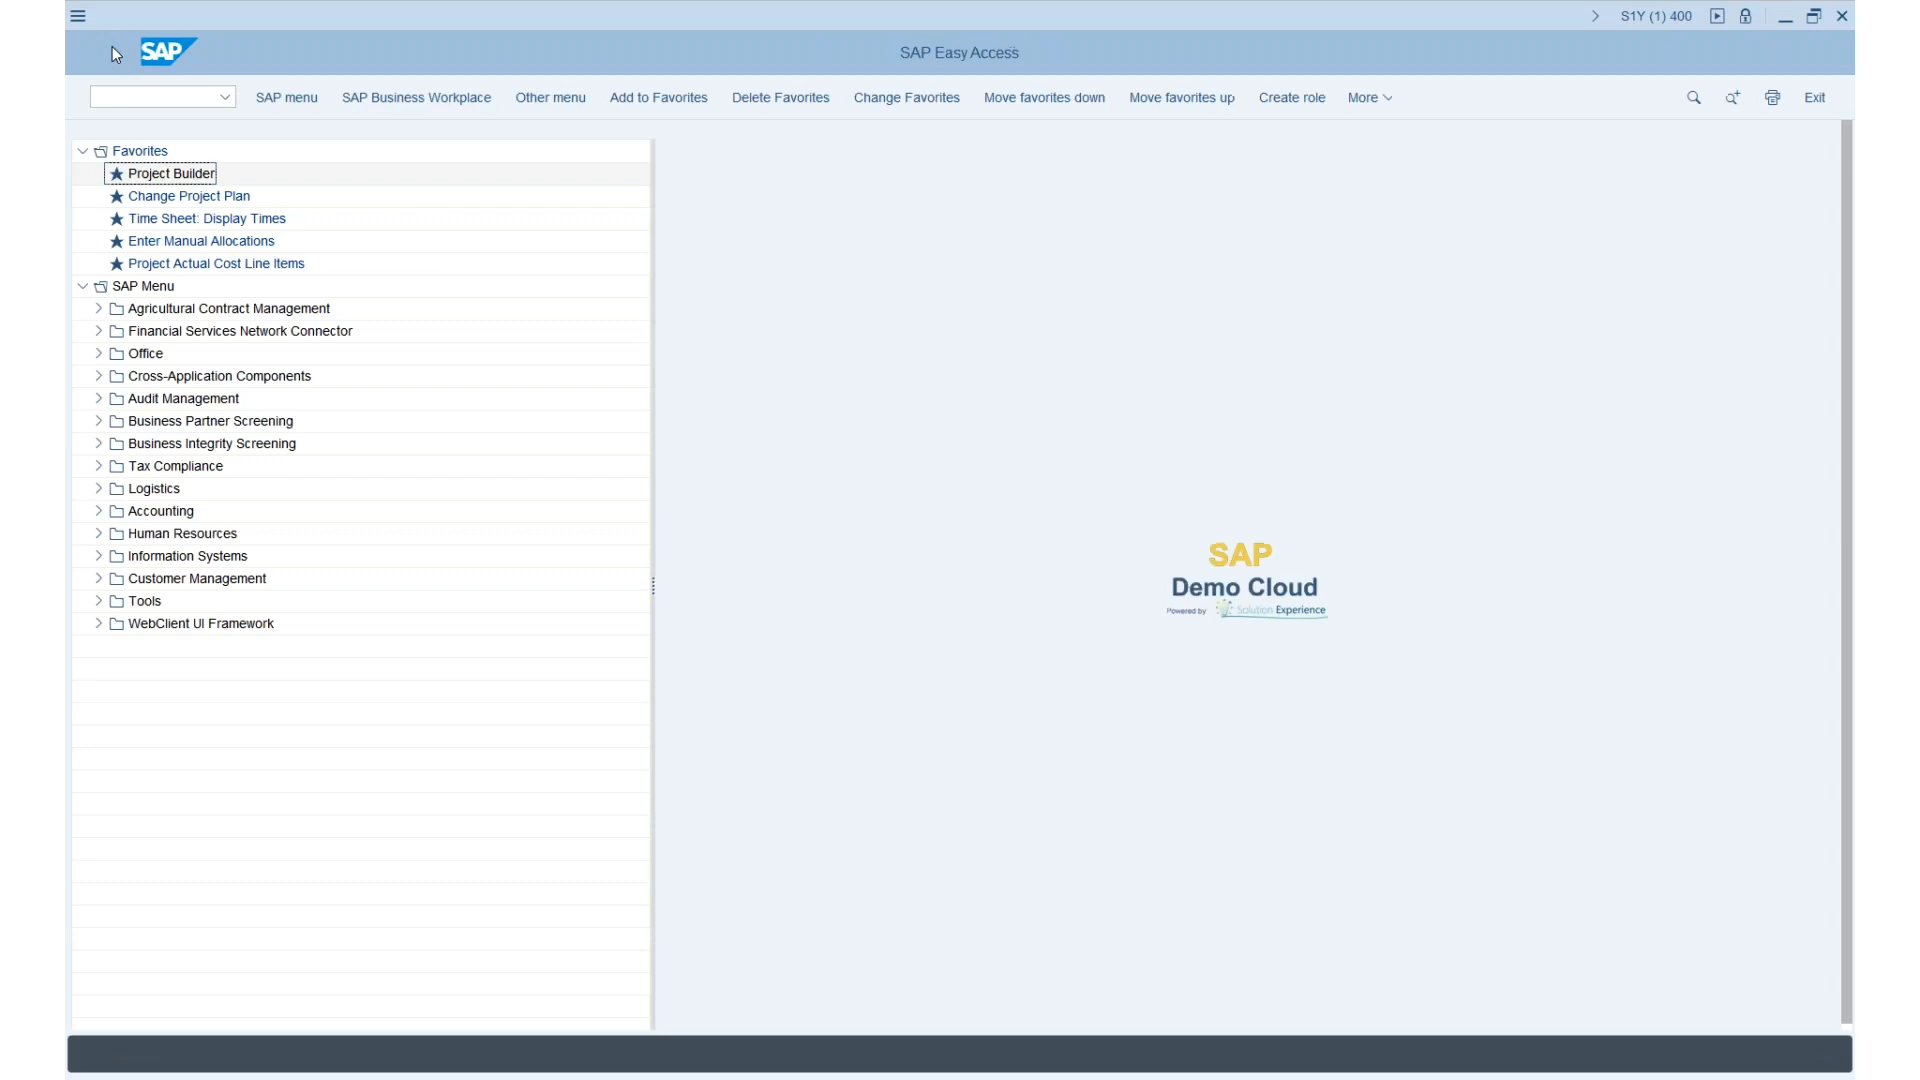 S1Y (1) 400
SAP
SAP Easy Access
SAP menu SAP Business Workplace Other menu Add to Favorites Delete Favorites Change Favorites Move favorites down Move favorites up Create role More Exit
Favorites
Project Builder
Change Project Plan
Time Sheet: Display Times
Enter Manual Allocations
Project Actual Cost Line Items
SAP Menu
Agricultural Contract Management
Financial Services Network Connector
Office
Cross-Application Components
Audit Management
Business Partner Screening
Business Integrity Screening
Tax Compliance
Logistics
Accounting
Human Resources
Information Systems
Customer Management
Tools
WebClient UI Framework
SAP
Demo Cloud
Powered by Solution Experience